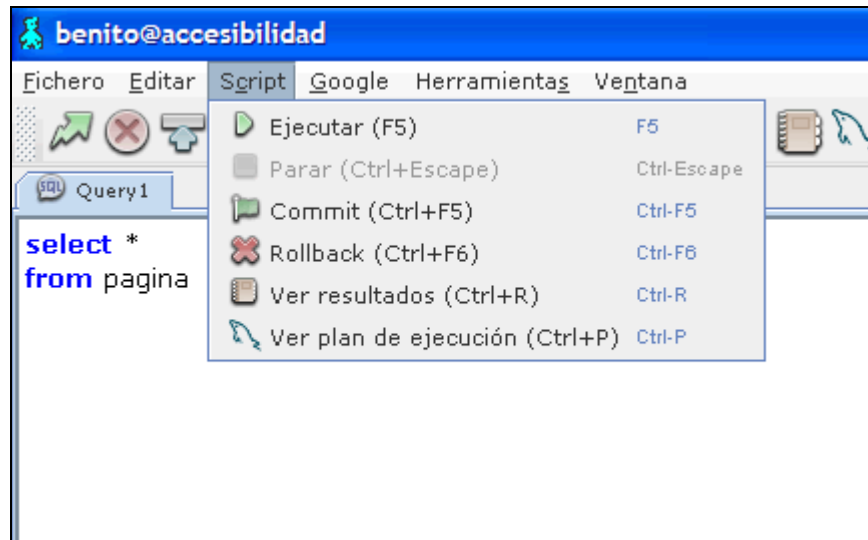 benito@accesibilidad
Fichero Editar Script Google Herramientas Ventana
Ejecutar (F5) F5
Parar (Ctrl+Escape) Ctrl-Escape
SQL Query1
Commit (Ctrl+F5) Ctrl-F5
select *
Rollback (Ctrl+F6) Ctrl-F6
from pagina
Ver resultados (Ctrl+R) Ctrl-R
Ver plan de ejecución (Ctrl+P) Ctrl-P